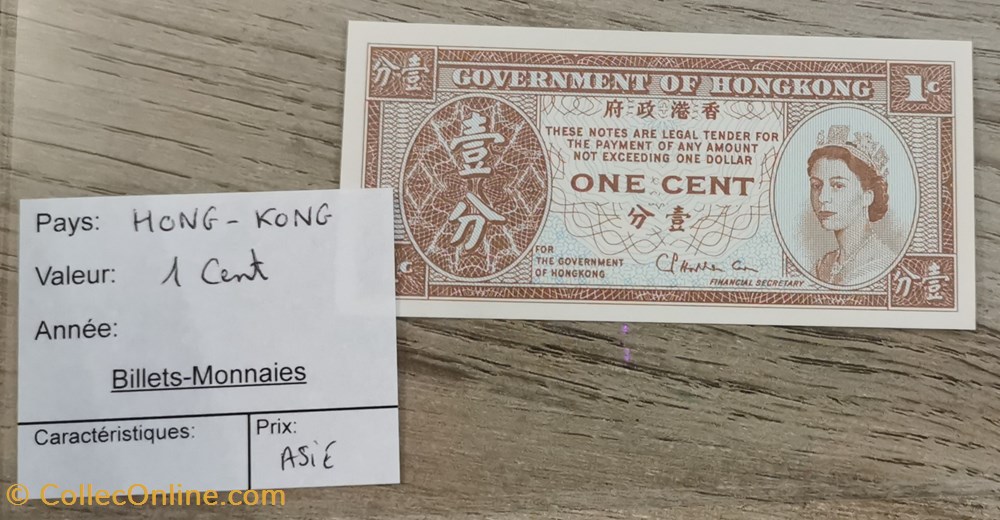 分壹
GOVERNMENT OF HONGKONG
1C
府政港香
THESE NOTES ARE LEGAL TENDER FOR
THE PAYMENT OF ANY AMOUNT
NOT EXCEEDING ONE DOLLAR
ONE CENT
分壹
壹
分
FOR
THE GOVERNMENT
OF HONGKONG
FINANCIAL SECRETARY
C
分壹
Pays: HONG-KONG
Valeur: 1 Cent
Année:
Billets-Monnaies
Caractéristiques:
Prix:
ASIE
© CollecOnline.com